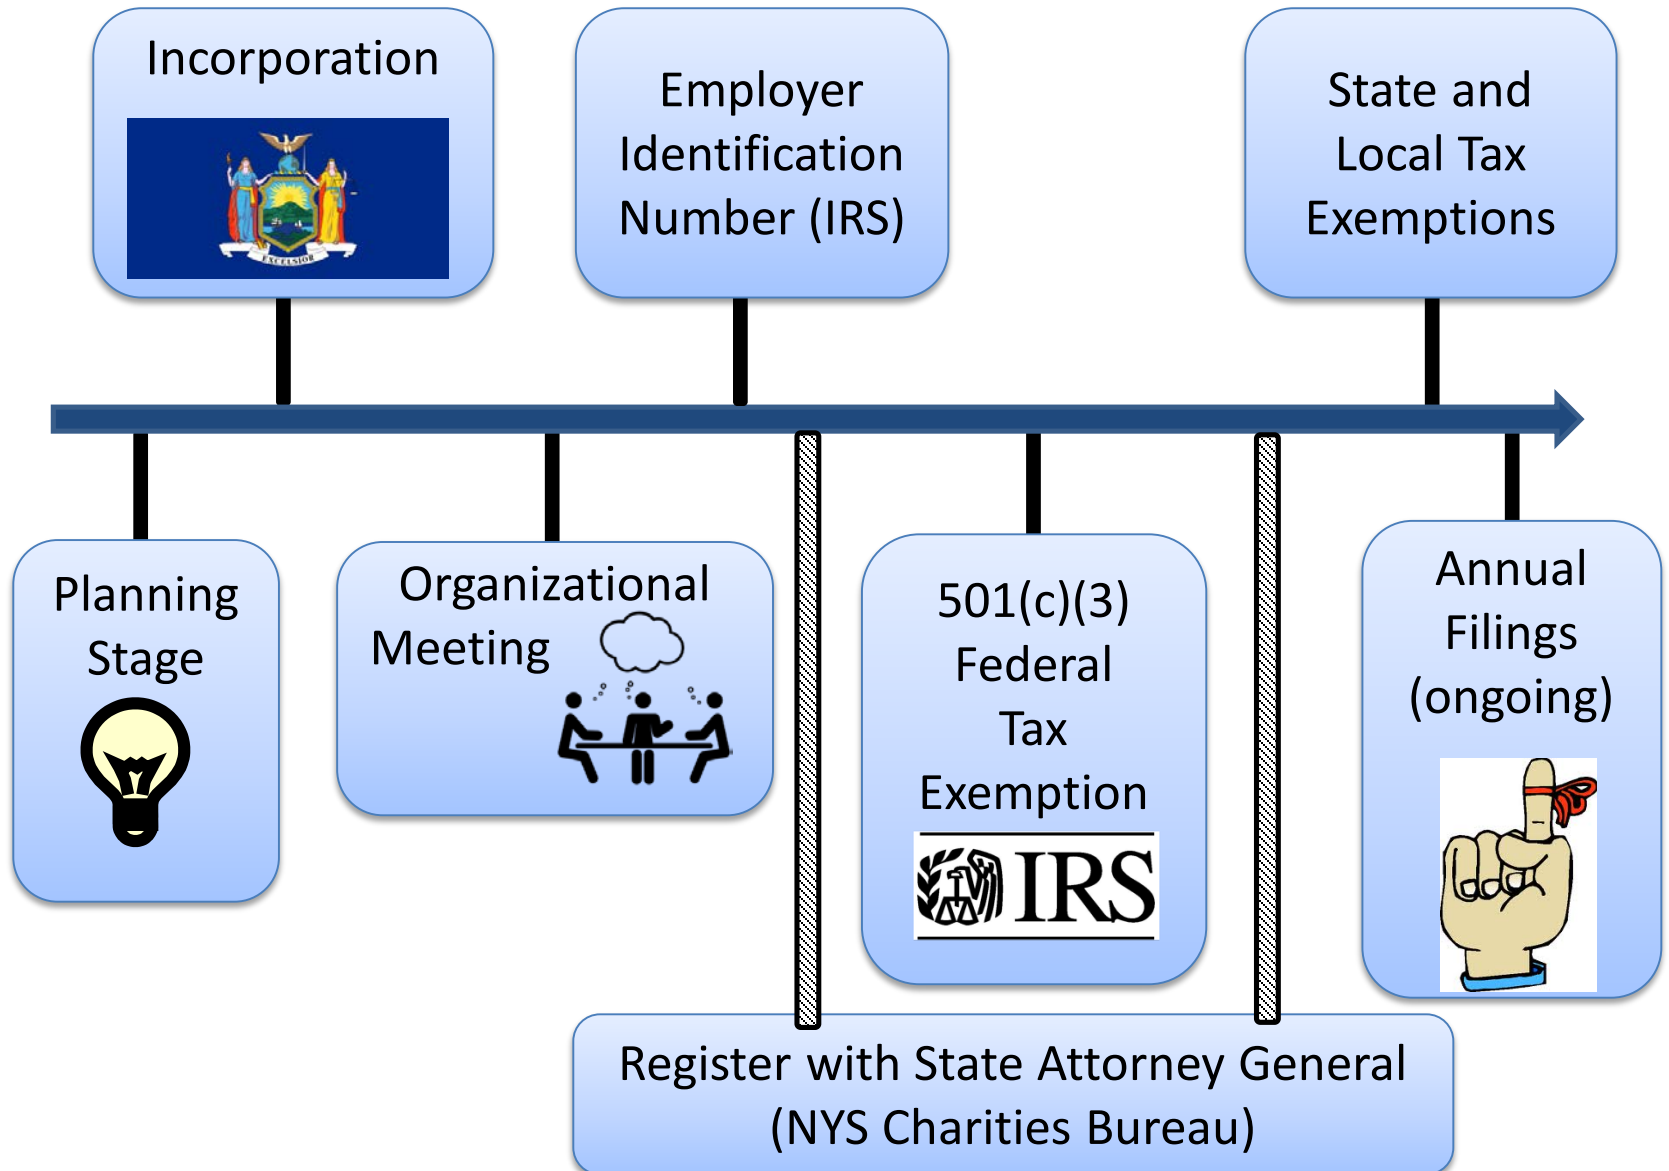 Incorporation
EXCELSIOR
Employer
Identification
Number (IRS)
State and
Local Tax
Exemptions
Planning
Stage
Organizational
Meeting
501(c)(3)
Federal
Tax
Exemption
IRS
Annual
Filings
(ongoing)
Register with State Attorney General
(NYS Charities Bureau)